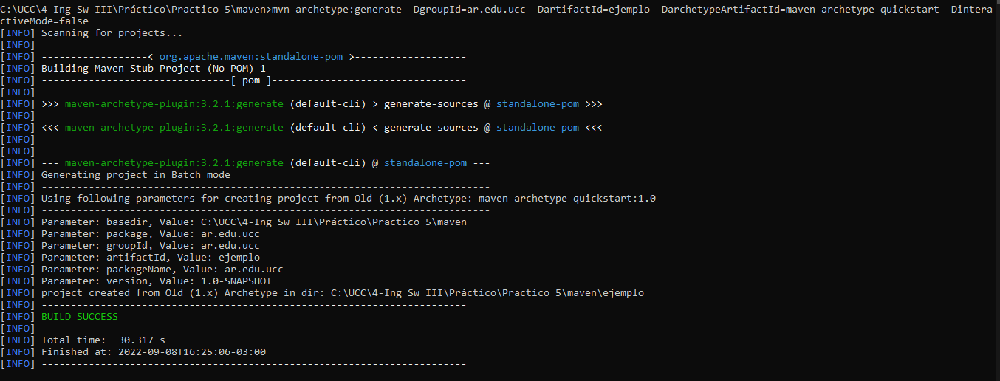 C:\UCC\4-Ing Sw III\Práctico\Practico 5\maven>mvn archetype:generate -DgroupId=ar.edu.ucc -DartifactId=ejemplo -DarchetypeArtifactId=maven-archetype-quickstart -Dintera
ctiveMode=false
[INFO] Scanning for projects...
[INFO]
[INFO] ------------------< org.apache.maven:standalone-pom >-------------------
[INFO] Building Maven Stub Project (No POM) 1
[INFO] --------------------------------[ pom ]---------------------------------
[INFO]
[INFO] >>> maven-archetype-plugin:3.2.1:generate (default-cli) > generate-sources @ standalone-pom >>>
[INFO]
[INFO] <<< maven-archetype-plugin:3.2.1:generate (default-cli) < generate-sources @ standalone-pom <<<
[INFO]
[INFO]
[INFO] --- maven-archetype-plugin:3.2.1:generate (default-cli) @ standalone-pom ---
[INFO] Generating project in Batch mode
[INFO] ----------------------------------------------------------------------------
[INFO] Using following parameters for creating project from Old (1.x) Archetype: maven-archetype-quickstart:1.0
[INFO] ----------------------------------------------------------------------------
[INFO] Parameter: basedir, Value: C:\UCC\4-Ing Sw III\Práctico\Practico 5\maven
[INFO] Parameter: package, Value: ar.edu.ucc
[INFO] Parameter: groupId, Value: ar.edu.ucc
[INFO] Parameter: artifactId, Value: ejemplo
[INFO] Parameter: packageName, Value: ar.edu.ucc
[INFO] Parameter: version, Value: 1.0-SNAPSHOT
[INFO] project created from Old (1.x) Archetype in dir: C:\UCC\4-Ing Sw III\Práctico\Practico 5\maven\ejemplo
[INFO] ------------------------------------------------------------------------
[INFO] BUILD SUCCESS
[INFO] ------------------------------------------------------------------------
[INFO] Total time:  30.317 s
[INFO] Finished at: 2022-09-08T16:25:06-03:00
[INFO] ------------------------------------------------------------------------